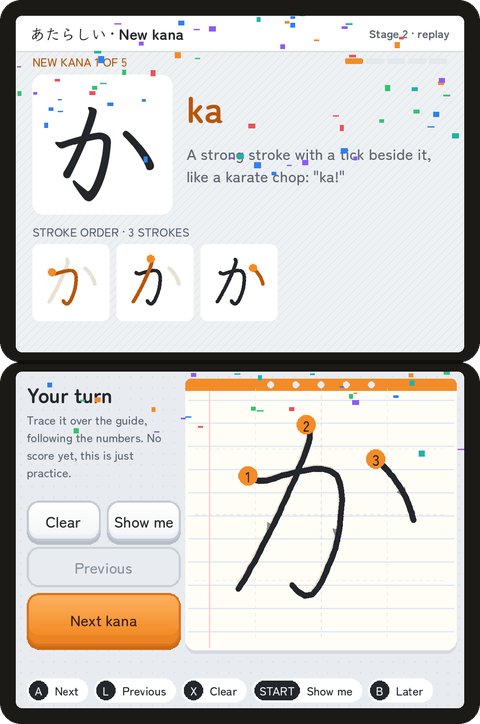 あたらしい · New kana
Stage 2 · replay
NEW KANA 1 OF 5
か
ka
A strong stroke with a tick beside it,
like a karate chop: "ka!"
STROKE ORDER · 3 STROKES
か か か
Your turn
Trace it over the guide,
following the numbers. No
score yet, this is just
practice.
Clear
Show me
Previous
Next kana
1
2
3
か
A Next
L Previous
X Clear
START Show me
B Later